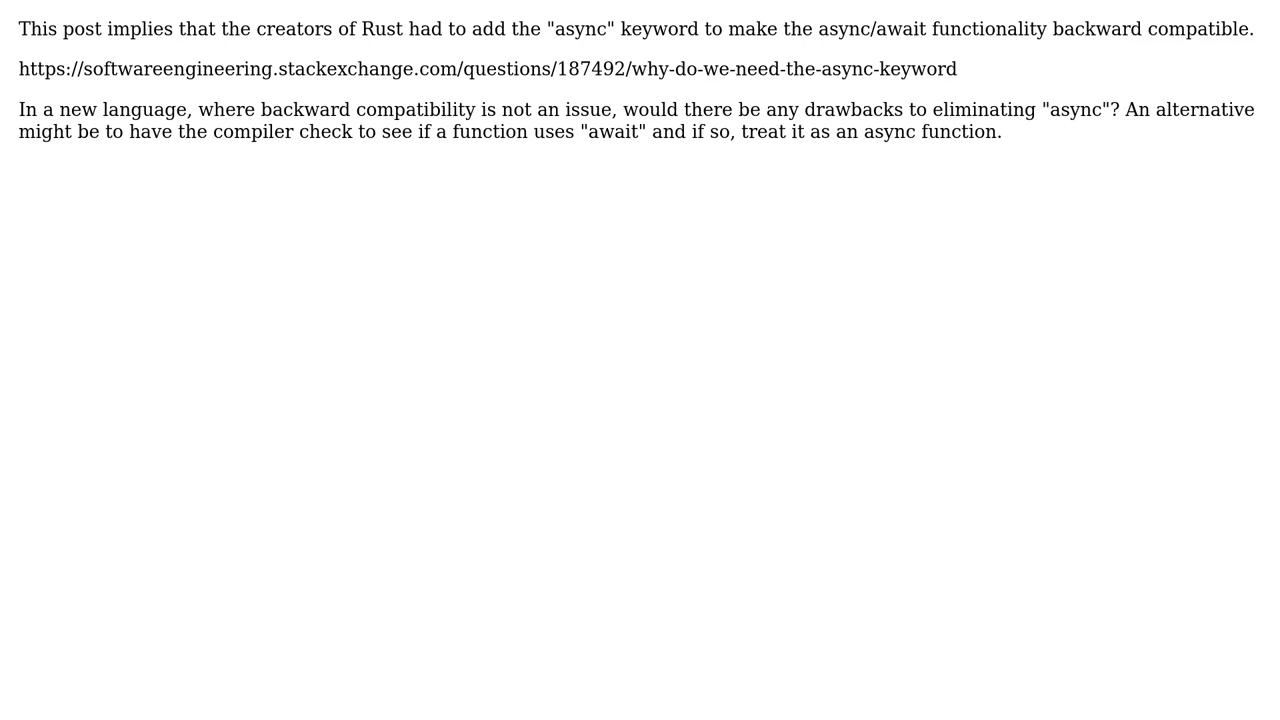 This post implies that the creators of Rust had to add the "async" keyword to make the async/await functionality backward compatible.
https://softwareengineering.stackexchange.com/questions/187492/why-do-we-need-the-async-keyword
In a new language, where backward compatibility is not an issue, would there be any drawbacks to eliminating "async"? An alternative
might be to have the compiler check to see if a function uses "await" and if so, treat it as an async function.